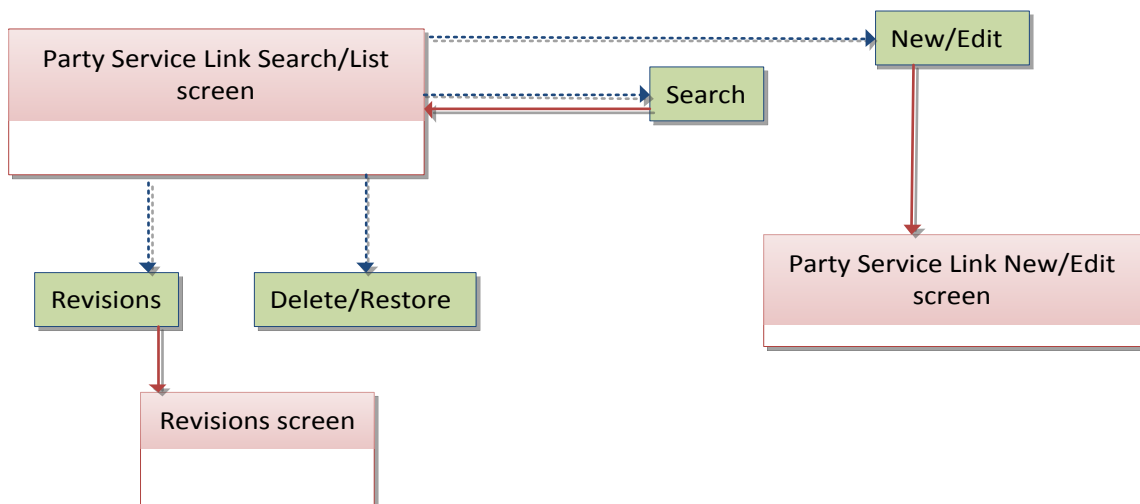 Party Service Link Search/List
screen
New/Edit
Search
Revisions
Delete/Restore
Party Service Link New/Edit
screen
Revisions screen